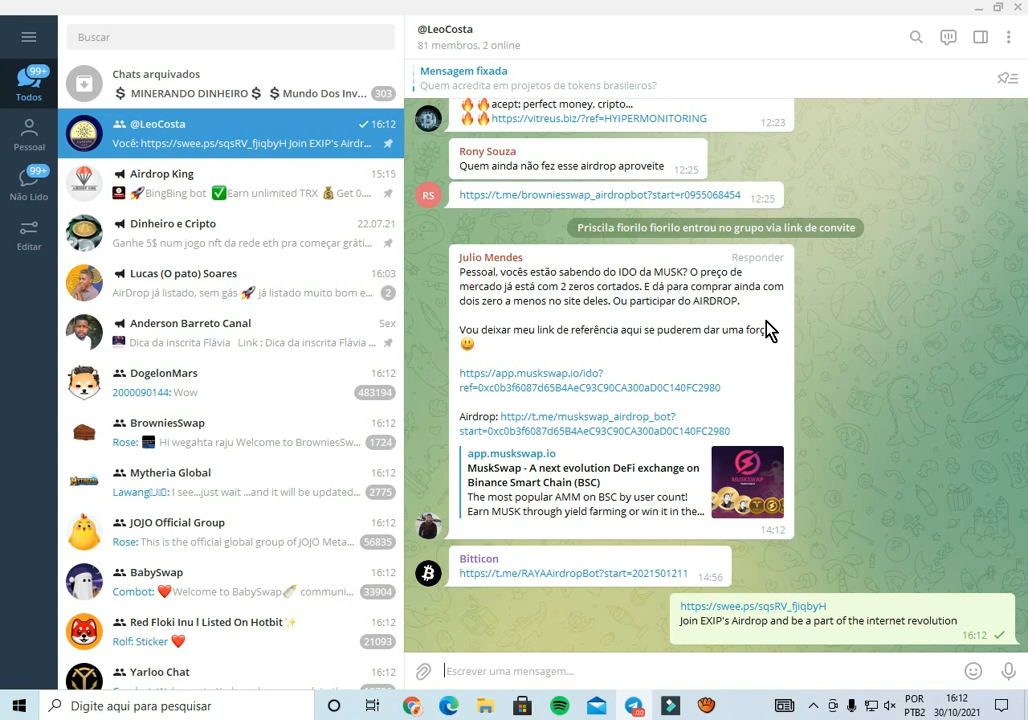 Buscar
99+
Todos
Pessoal
99+
Não Lido
Editar
Chats arquivados
$ MINERANDO DINHEIRO $ $ Mundo Dos Inv... 303
@LeoCosta 16:12
Você: https://swee.ps/sqsRV_fjiqbyH Join EXIP's Airdr...
Airdrop King 15:15
🚀BingBing bot ✅Earn unlimited TRX 💰Get 0....
Dinheiro e Cripto 22.07.21
Ganhe 5$ num jogo nft da rede eth pra começar gráti...
Lucas (O pato) Soares 16:03
AirDrop já listado, sem gás 🚀 já listado muito bom e... 2
Anderson Barreto Canal Sex
Dica da inscrita Flávia Link : Dica da inscrita Flávia ...
DogelonMars 16:12
2000090144: Wow 483194
BrowniesSwap 16:12
Rose: Hi wegahta raju Welcome to BrowniesSw... 1724
Mytheria Global 16:12
Lawang: I see...just wait ...and it will be updated... 2775
JOJO Official Group 16:12
Rose: This is the official global group of JOJO Meta... 56835
BabySwap 16:12
Combot: ❤️Welcome to BabySwap🍼 communi... 33904
Red Floki Inu l Listed On Hotbit✨ 16:12
Rolf: Sticker ❤️ 21093
Yarloo Chat 16:12
@LeoCosta
81 membros, 2 online
Mensagem fixada
Quem acredita em projetos de tokens brasileiros?
🔥🔥acept: perfect money, cripto...
🔥🔥https://vitreus.biz/?ref=HYIPERMONITORING 12:23
Rony Souza
Quem ainda não fez esse airdrop aproveite 12:25
RS
https://t.me/browniesswap_airdropbot?start=r0955068454 12:25
Priscila fiorilo fiorilo entrou no grupo via link de convite
Julio Mendes Responder
Pessoal, vocês estão sabendo do IDO da MUSK? O preço de
mercado já está com 2 zeros cortados. E dá para comprar ainda com
dois zero a menos no site deles. Ou participar do AIRDROP.
Vou deixar meu link de referência aqui se puderem dar uma forç
😃
https://app.muskswap.io/ido?
ref=0xc0b3f6087d65B4AeC93C90CA300aD0C140FC2980
Airdrop: http://t.me/muskswap_airdrop_bot?
start=0xc0b3f6087d65B4AeC93C90CA300aD0C140FC2980
app.muskswap.io
MuskSwap - A next evolution DeFi exchange on
Binance Smart Chain (BSC)
The most popular AMM on BSC by user count!
Earn MUSK through yield farming or win it in the...
MUSKSWAP
14:12
Bitticon
https://t.me/RAYAAirdropBot?start=2021501211 14:56
https://swee.ps/sqsRV_fjiqbyH
Join EXIP's Airdrop and be a part of the internet revolution
16:12
Escrever uma mensagem...
Digite aqui para pesquisar
POR
PTB2
16:12
30/10/2021